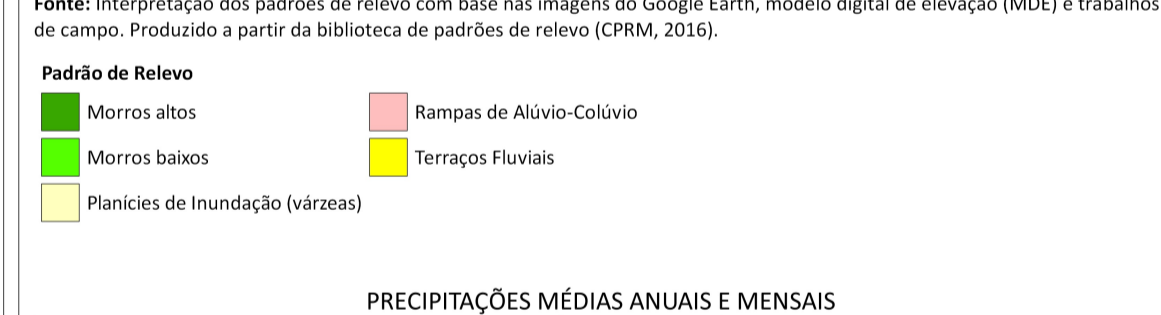 Fonte: Interpretação dos padrões de relevo com base nas imagens do Google Earth, modelo digital de elevação (MDE) e trabalhos
de campo. Produzido a partir da biblioteca de padrões de relevo (CPRM, 2016).
Padrão de Relevo
Morros altos
Rampas de Alúvio-Colúvio
Morros baixos
Terraços Fluviais
Planícies de Inundação (várzeas)
PRECIPITAÇÕES MÉDIAS ANUAIS E MENSAIS